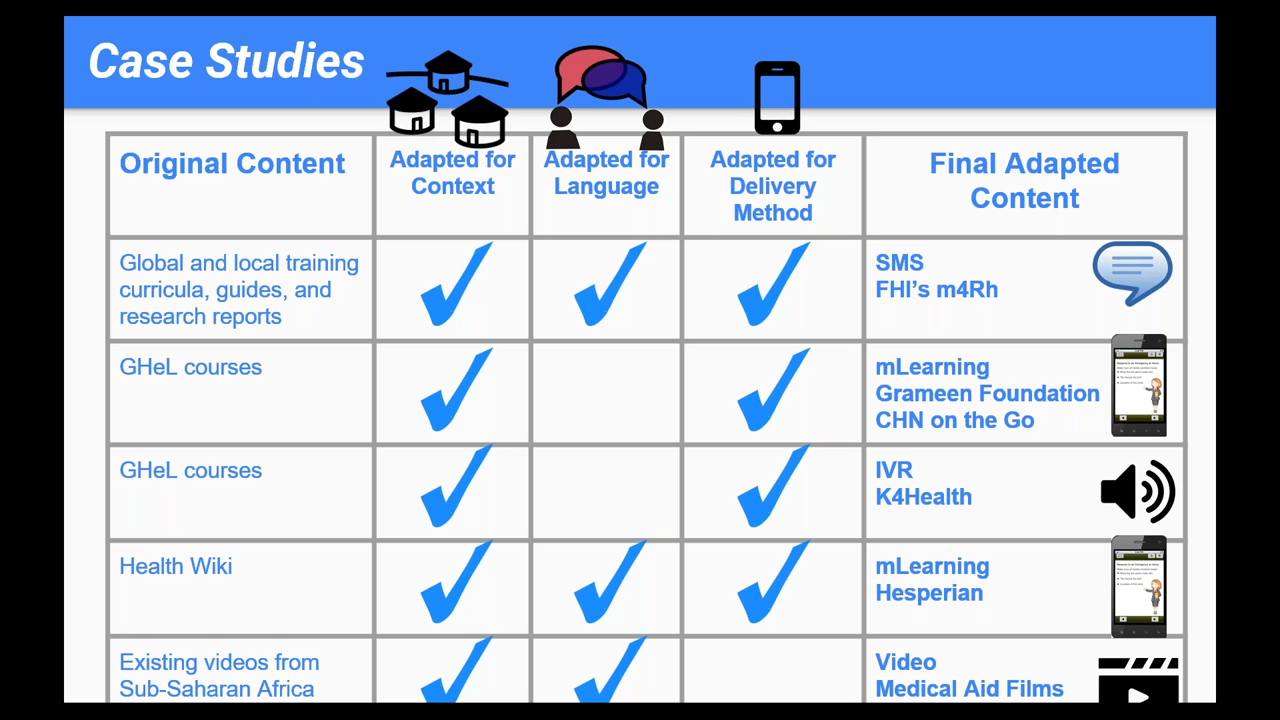 Case Studies
Original Content
Adapted for
Context
Adapted for
Language
Adapted for
Delivery
Method
Final Adapted
Content
Global and local training
curricula, guides, and
research reports
SMS
FHI's m4Rh
GHeL courses
mLearning
Grameen Foundation
CHN on the Go
GHeL courses
IVR
K4Health
Health Wiki
mLearning
Hesperian
Existing videos from
Sub-Saharan Africa
Video
Medical Aid Films